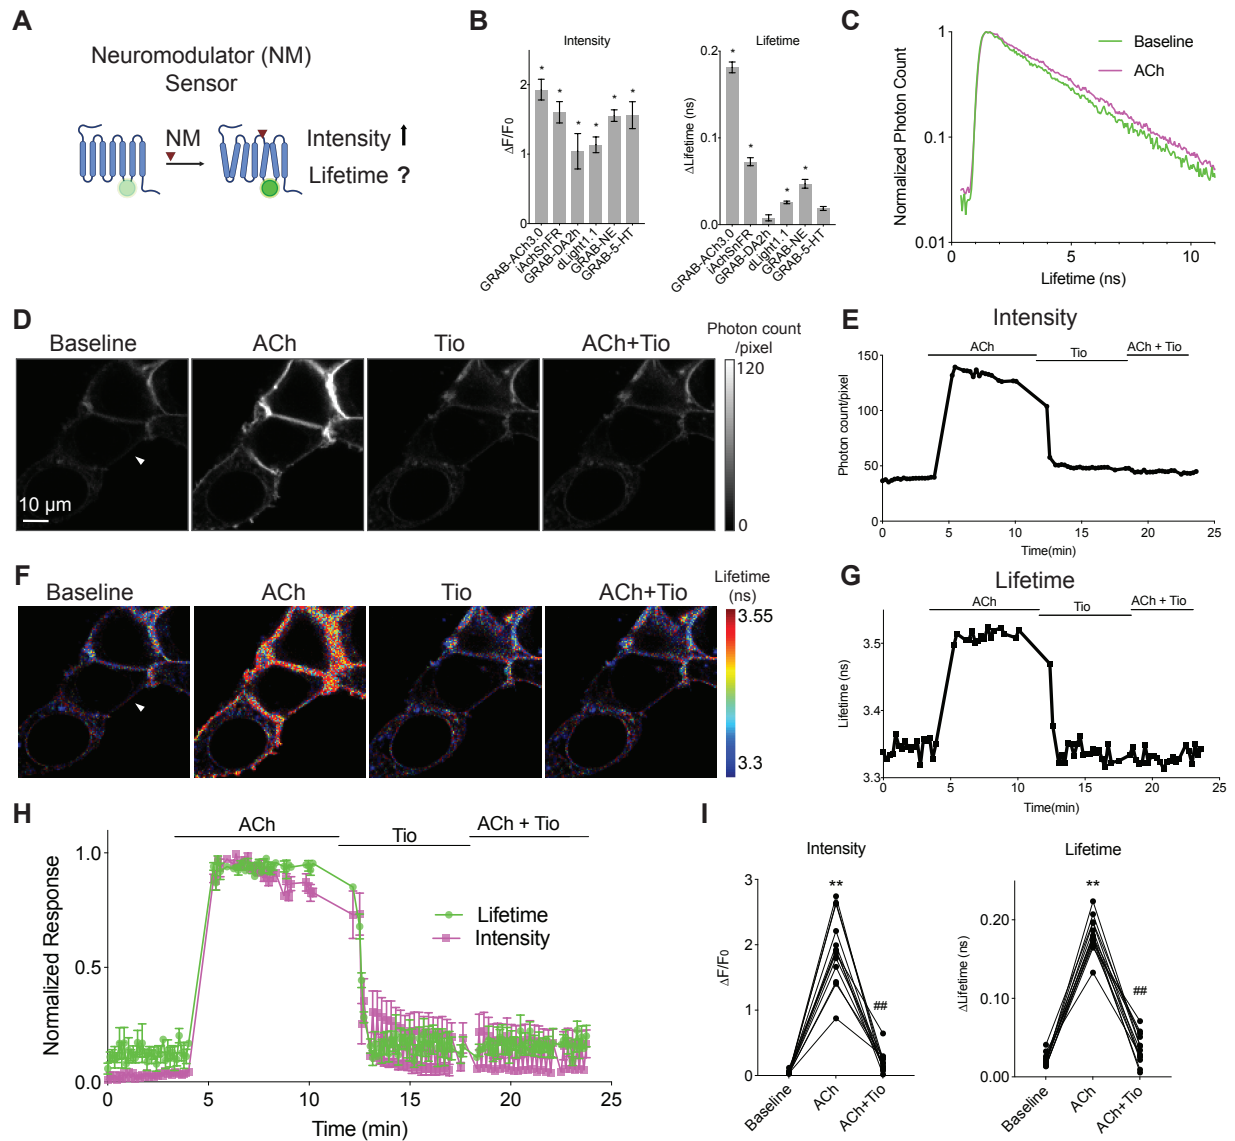 A
Neuromodulator (NM)
Sensor
NM
Intensity
Lifetime ?
B
Intensity
ΔF/F0
2
1
0
* * * * * *
GRAB-ACh3.0
iAchSnFR
GRAB-DA2h
dLight1.1
GRAB-NE
GRAB-5-HT
Lifetime
ΔLifetime (ns)
0.2
0.1
0.0
* * * *
GRAB-ACh3.0
iAchSnFR
GRAB-DA2h
dLight1.1
GRAB-NE
GRAB-5-HT
C
Normalized Photon Count
1
0.1
0.01
Baseline
ACh
0 5 10
Lifetime (ns)
D
Baseline
ACh
Tio
ACh+Tio
10 μm
Photon count
/pixel
120
0
E
Intensity
ACh
Tio
ACh + Tio
Photon count/pixel
150
100
50
0
0 5 10 15 20 25
Time(min)
F
Baseline
ACh
Tio
ACh+Tio
Lifetime
(ns)
3.55
3.3
G
Lifetime
ACh
Tio
ACh + Tio
Lifetime (ns)
3.5
3.4
3.3
0 5 10 15 20 25
Time(min)
H
ACh
Tio
ACh + Tio
Normalized Response
1.0
0.5
0.0
Lifetime
Intensity
0 5 10 15 20 25
Time (min)
I
Intensity
ΔF/F0
3
2
1
0
**
##
Baseline
ACh
ACh+Tio
Lifetime
ΔLifetime (ns)
0.20
0.10
0.00
**
##
Baseline
ACh
ACh+Tio